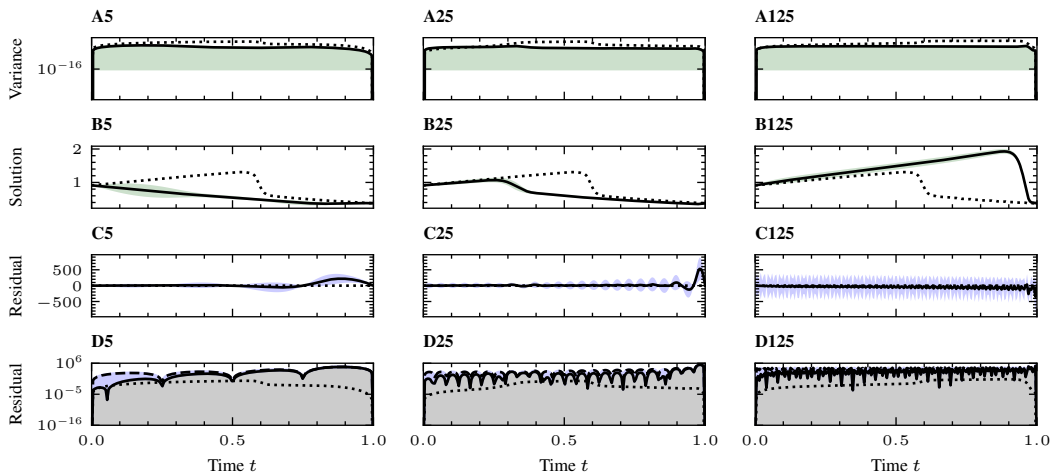 A5 A25 A125
Variance
10⁻¹⁶
B5 B25 B125
Solution
2
1
C5 C25 C125
Residual
500
0
−500
D5 D25 D125
Residual
10⁶
10⁻⁵
10⁻¹⁶
0.0 0.5 1.0 0.0 0.5 1.0 0.0 0.5 1.0
Time t Time t Time t